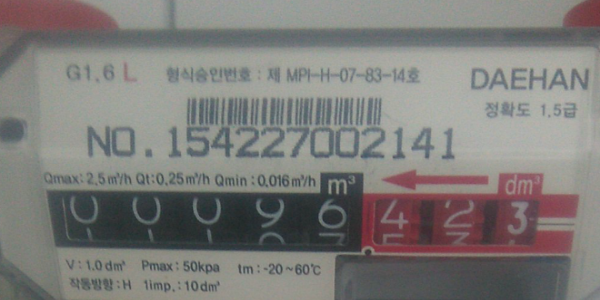 G1.6 L 형식승인번호 : 제 MPI-H-07-83-14호 DAEHAN
정확도 1.5급
NO. 154227002141
Qmax: 2.5㎥/h Qt: 0.25㎥/h Qmin : 0.016㎥/h m³ dm³
0 0 0 9 6 4 2 3
V : 1.0 dm³ Pmax : 50kpa tm : -20~60℃
작동방향 : H 1imp. : 10dm³